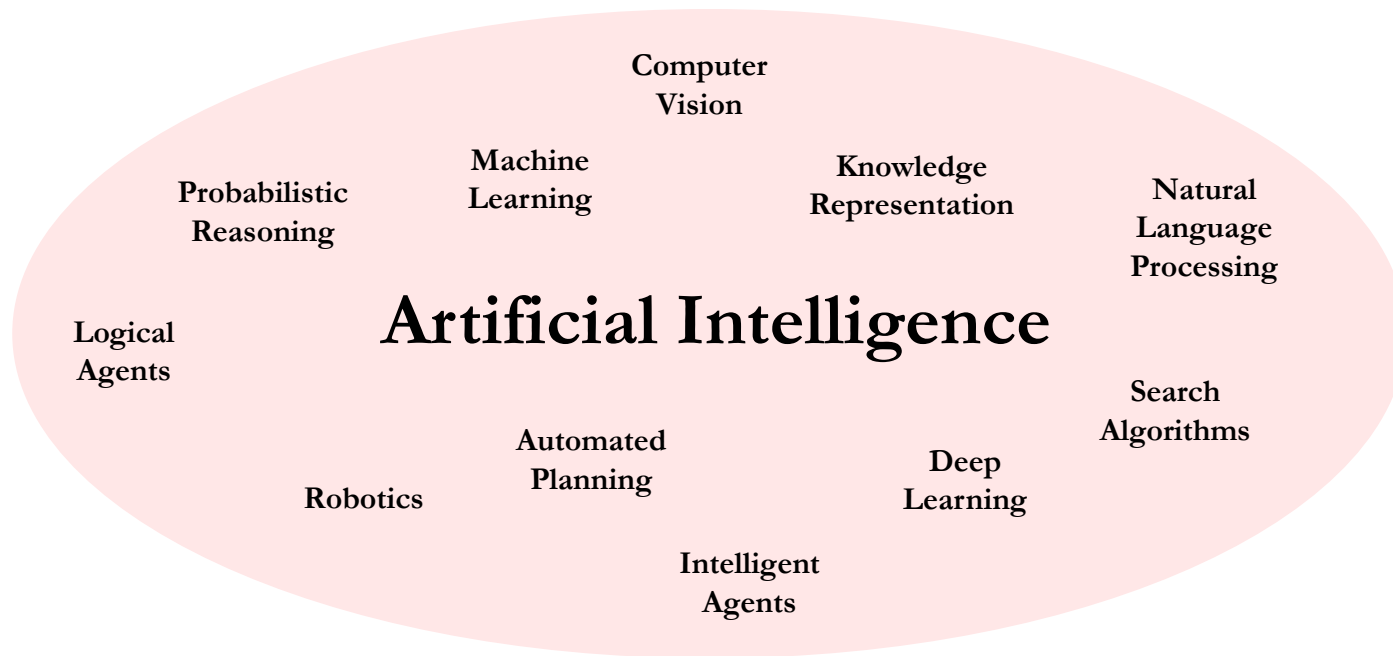 Computer
Vision
Machine
Learning
Knowledge
Representation
Probabilistic
Reasoning
Natural
Language
Processing
Artificial Intelligence
Logical
Agents
Search
Algorithms
Automated
Planning
Deep
Learning
Robotics
Intelligent
Agents